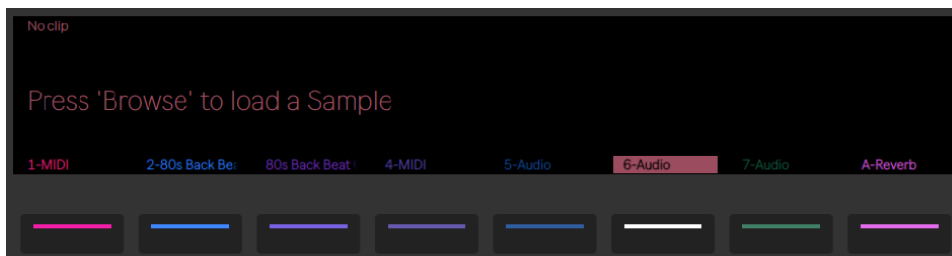 No clip
Press 'Browse' to load a Sample
1-MIDI 2-80s Back Be 80s Back Beat 4-MIDI 5-Audio 6-Audio 7-Audio A-Reverb